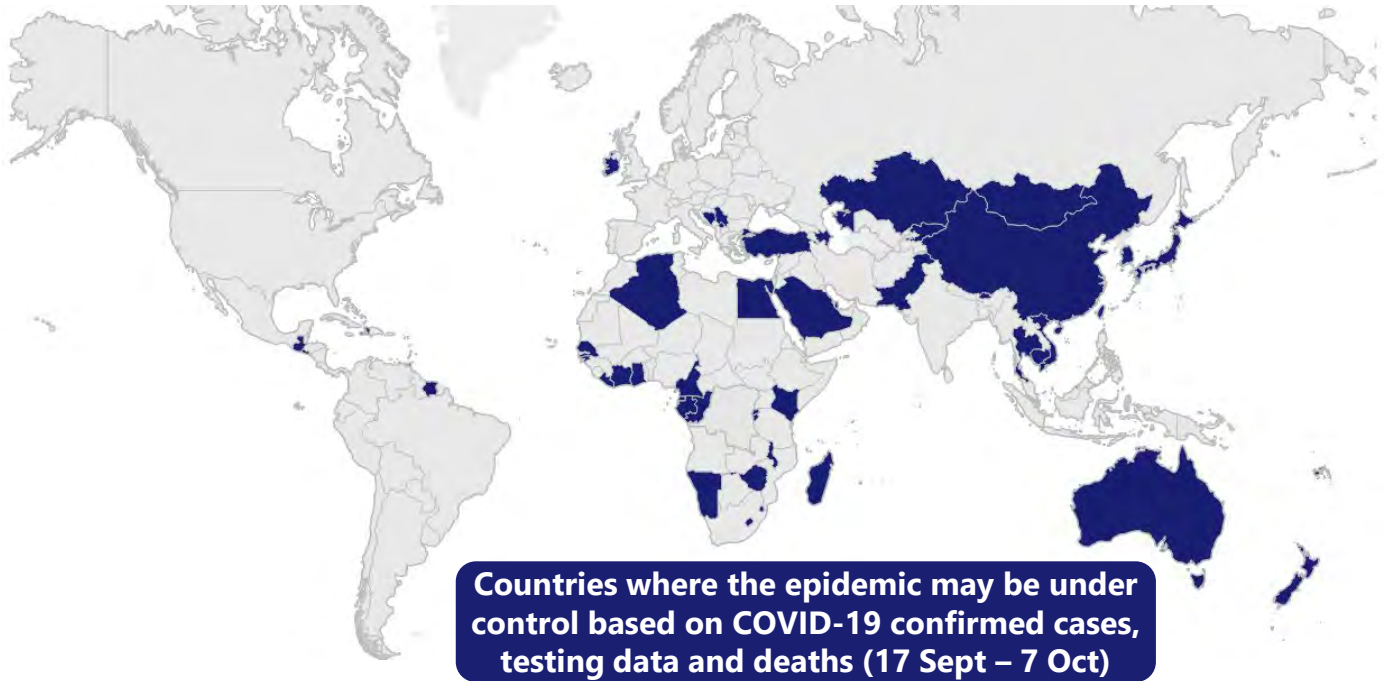 Countries where the epidemic may be under
control based on COVID-19 confirmed cases,
testing data and deaths (17 Sept – 7 Oct)